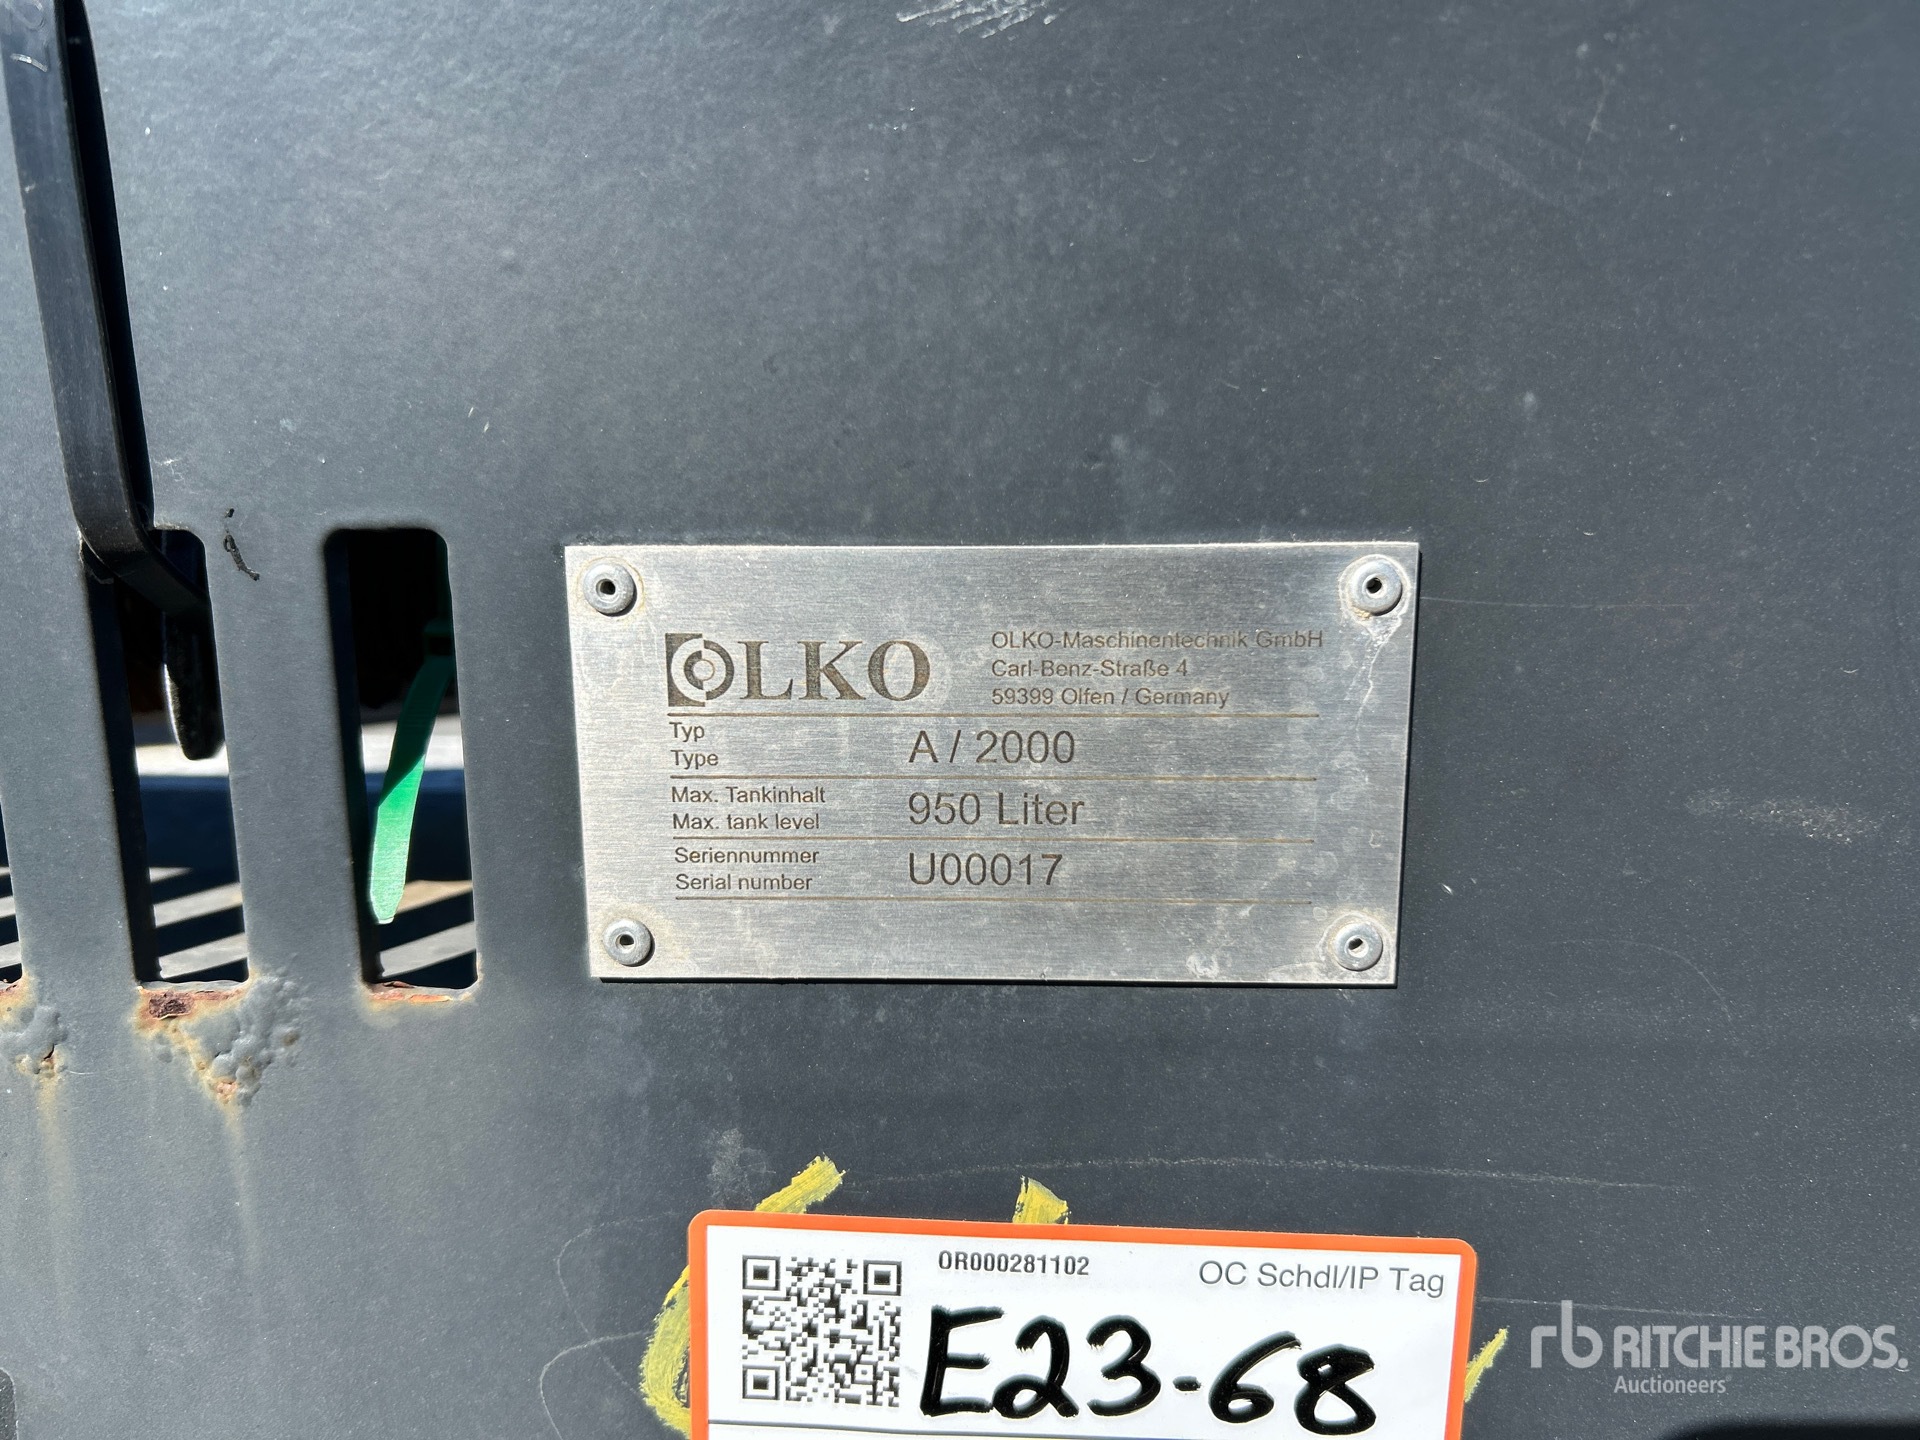 OLKO
OLKO-Maschinentechnik GmbH
Carl-Benz-Straße 4
59399 Olfen / Germany
Typ
Type
A / 2000
Max. Tankinhalt
Max. tank level
950 Liter
Seriennummer
Serial number
U00017
OR000281102
OC Schdl/IP Tag
E23-68
rb RITCHIE BROS.
Auctioneers